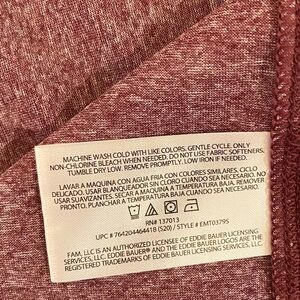 MACHINE WASH COLD WITH LIKE COLORS. GENTLE CYCLE. ONLY
NON-CHLORINE BLEACH WHEN NEEDED. DO NOT USE FABRIC SOFTENERS.
TUMBLE DRY LOW. REMOVE PROMPTLY. LOW IRON IF NEEDED.
LAVAR A MAQUINA CON AGUA FRIA CON COLORES SIMILARES. CICLO
DELICADO. USAR BLANQUEADOR SIN CLORO CUANDO SEA NECESARIO. NO
USAR SUAVIZANTES. SECAR A MAQUINA A TEMPERATURA BAJA. REMOVER
PRONTO. PLANCHAR A TEMPERATURA BAJA CUANDO SEA NECESARIO.
RN# 137013
UPC # 764204464418 (S20) / STYLE # EMT0379S
FAM, LLC IS AN AUTHORIZED LICENSEE OF EDDIE BAUER LICENSING
SERVICES, LLC. EDDIE BAUER® AND THE EDDIE BAUER LOGOS ARE THE
REGISTERED TRADEMARKS OF EDDIE BAUER LICENSING SERVICES, LLC.